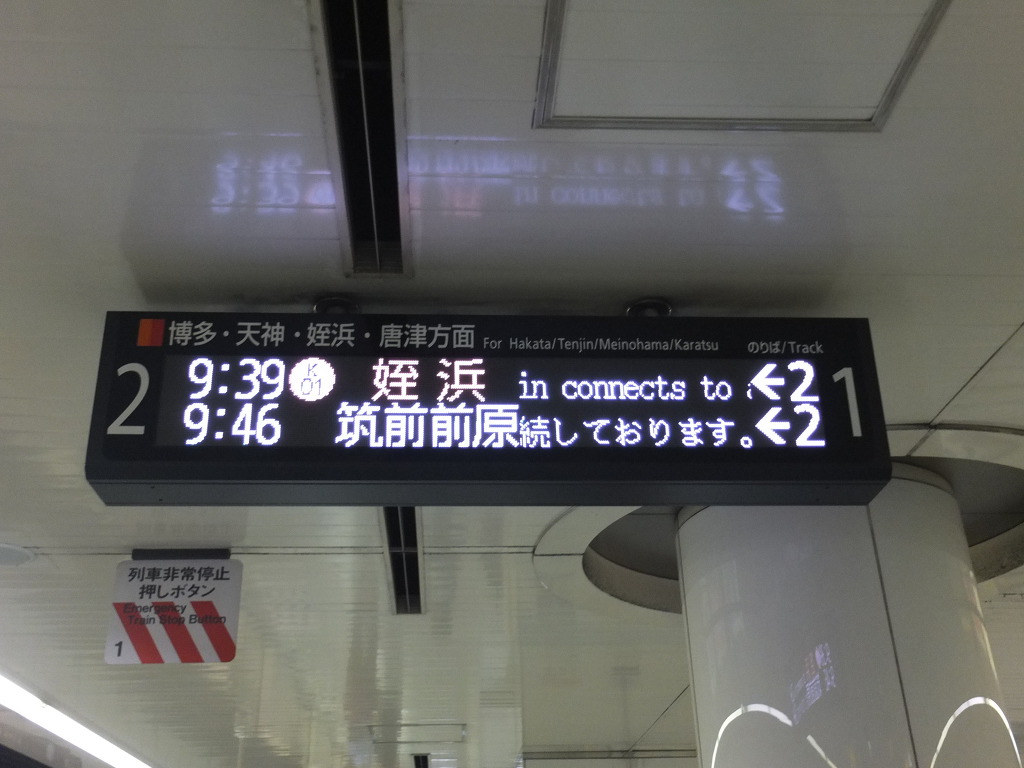 博多・天神・姪浜・唐津方面 For Hakata/Tenjin/Meinohama/Karatsu のりば/Track
2
9:39 K 01 姪 浜 in connects to ←2
9:46 筑前前原 続しております。 ←2
1
列車非常停止
押しボタン
Emergency
Train Stop Button
1